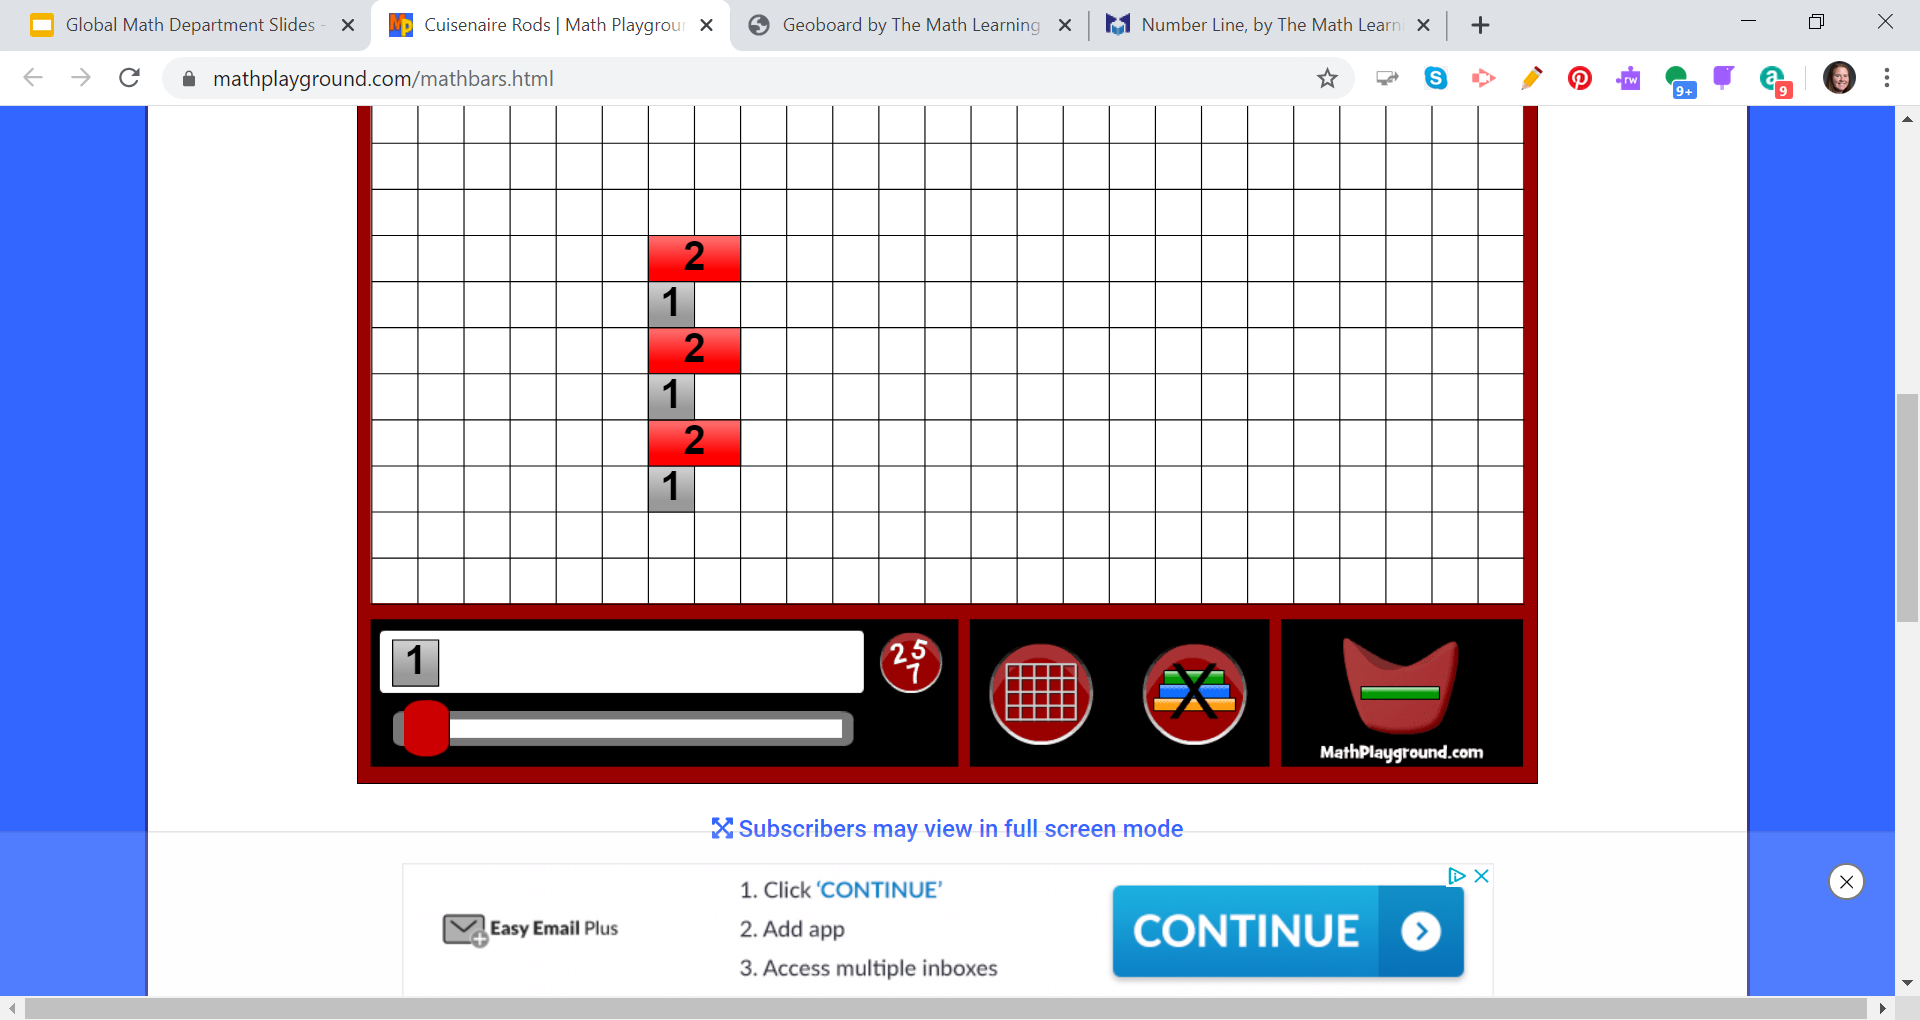 Global Math Department Slides -
Cuisenaire Rods | Math Playgrou
Geoboard by The Math Learning
Number Line, by The Math Learn
mathplayground.com/mathbars.html
S
rw
9+
a
9
2
1
2
1
2
1
1
2 5
7
X
MathPlayground.com
Subscribers may view in full screen mode
Easy Email Plus
1. Click ‘CONTINUE’
2. Add app
3. Access multiple inboxes
CONTINUE